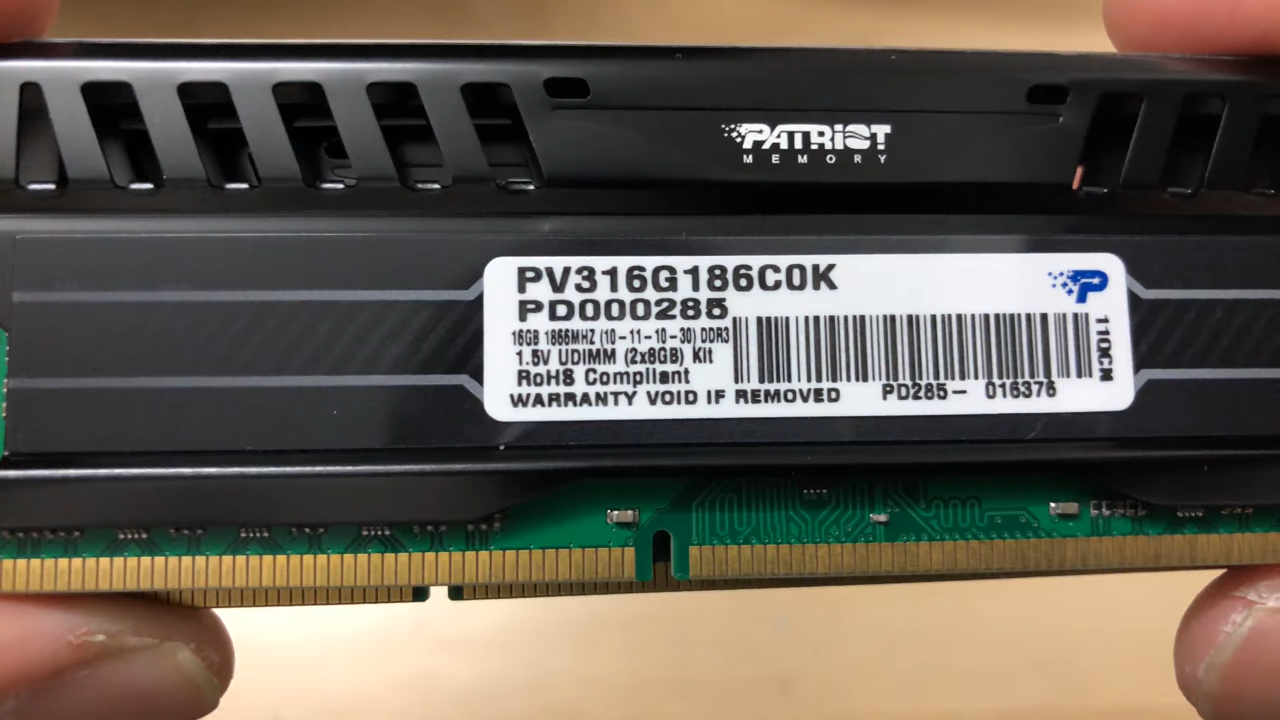 PATRIOT
MEMORY
PV316G186C0K
PD000285
16GB 1866MHZ (10-11-10-30) DDR3
1.5V UDIMM (2x8GB) Kit
RoHS Compliant
WARRANTY VOID IF REMOVED
PD285- 016376
11QCN
P